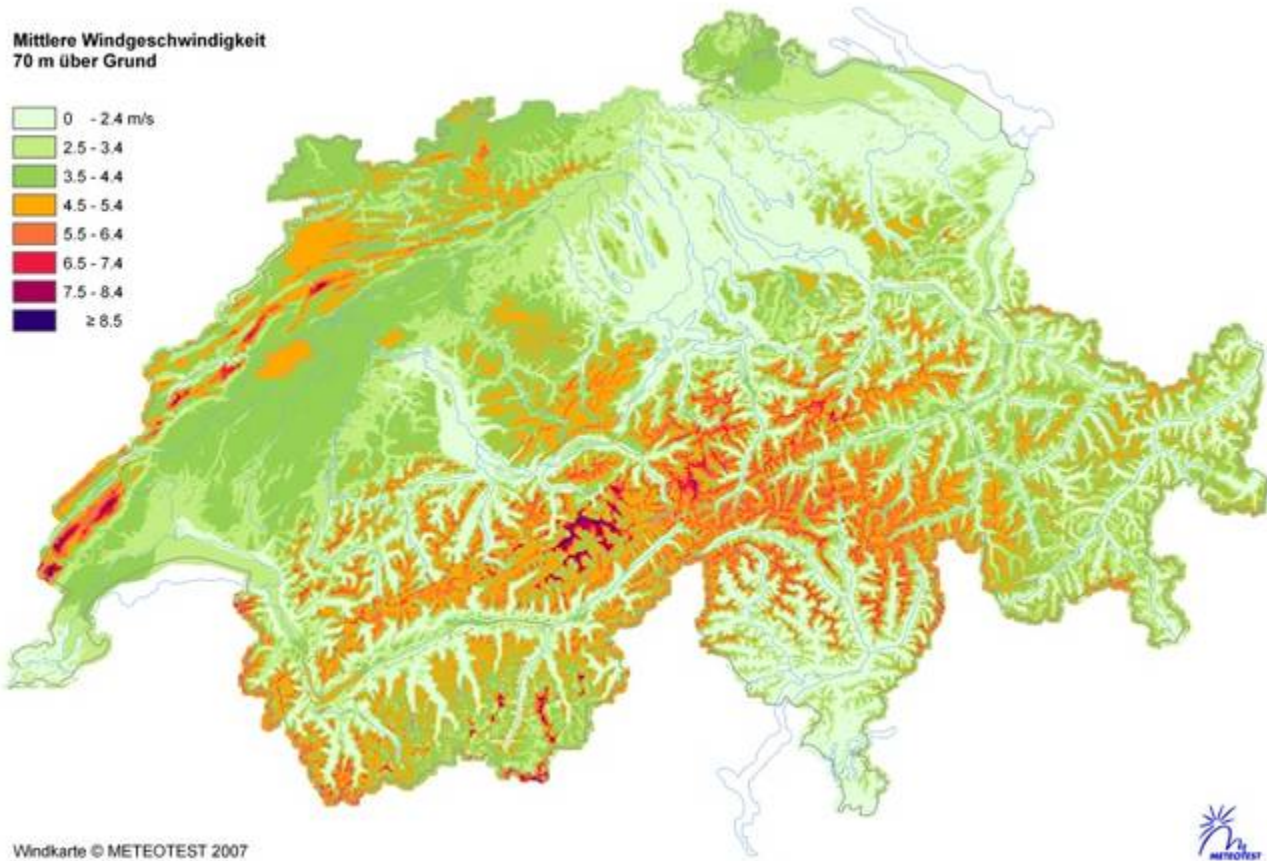 Mittlere Windgeschwindigkeit
70 m über Grund
0 - 2.4 m/s
2.5 - 3.4
3.5 - 4.4
4.5 - 5.4
5.5 - 6.4
6.5 - 7.4
7.5 - 8.4
≥ 8.5
Windkarte © METEOTEST 2007
METEOTEST